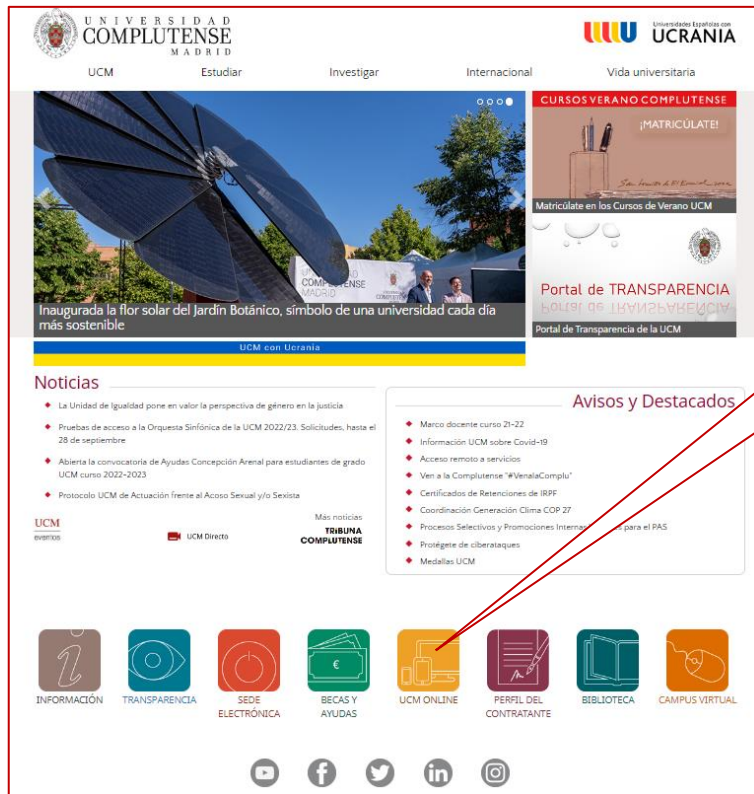 UNIVERSIDAD
COMPLUTENSE
MADRID
Universidades Españolas con
UCRANIA
UCM Estudiar Investigar Internacional Vida universitaria
CURSOS VERANO COMPLUTENSE
¡MATRICÚLATE!
Matricúlate en los Cursos de Verano UCM
COMPLUTENSE
MADRID
Inaugurada la flor solar del Jardín Botánico, símbolo de una universidad cada día
más sostenible
Portal de TRANSPARENCIA
Portal de Transparencia de la UCM
UCM con Ucrania
Noticias
La Unidad de Igualdad pone en valor la perspectiva de género en la justicia
Pruebas de acceso a la Orquesta Sinfónica de la UCM 2022/23. Solicitudes, hasta el
28 de septiembre
Abierta la convocatoria de Ayudas Concepción Arenal para estudiantes de grado
UCM curso 2022-2023
Protocolo UCM de Actuación frente al Acoso Sexual y/o Sexista
UCM
eventos
UCM Directo
Más noticias
TRIBUNA
COMPLUTENSE
Avisos y Destacados
Marco docente curso 21-22
Información UCM sobre Covid-19
Acceso remoto a servicios
Ven a la Complutense "#VenalaComplu"
Certificados de Retenciones de IRPF
Coordinación Generación Clima COP 27
Procesos Selectivos y Promociones Internas para el PAS
Protégete de ciberataques
Medallas UCM
INFORMACIÓN
TRANSPARENCIA
SEDE
ELECTRÓNICA
BECAS Y
AYUDAS
UCM ONLINE
PERFIL DEL
CONTRATANTE
BIBLIOTECA
CAMPUS VIRTUAL